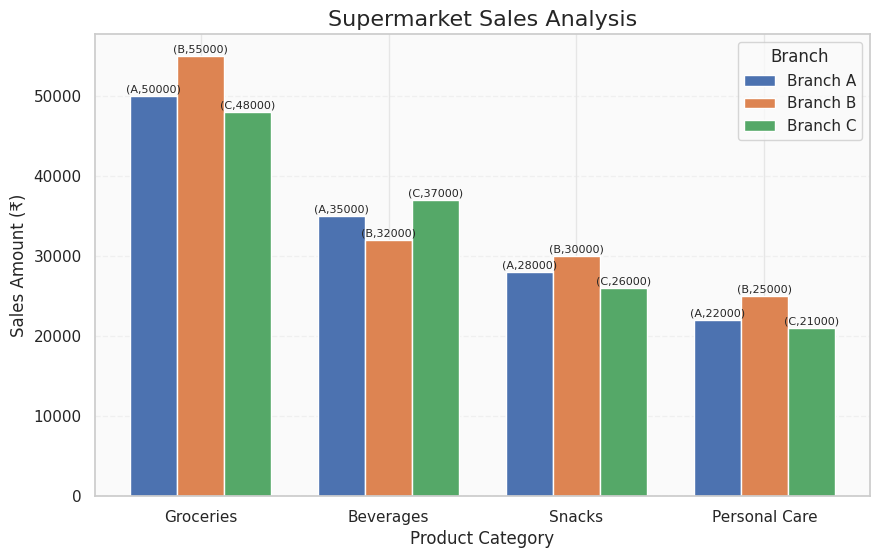 Supermarket Sales Analysis
Branch
Branch A
Branch B
Branch C
Sales Amount (₹)
50000
40000
30000
20000
10000
0
(A,50000)
(B,55000)
(C,48000)
(A,35000)
(B,32000)
(C,37000)
(A,28000)
(B,30000)
(C,26000)
(A,22000)
(B,25000)
(C,21000)
Groceries
Beverages
Snacks
Personal Care
Product Category